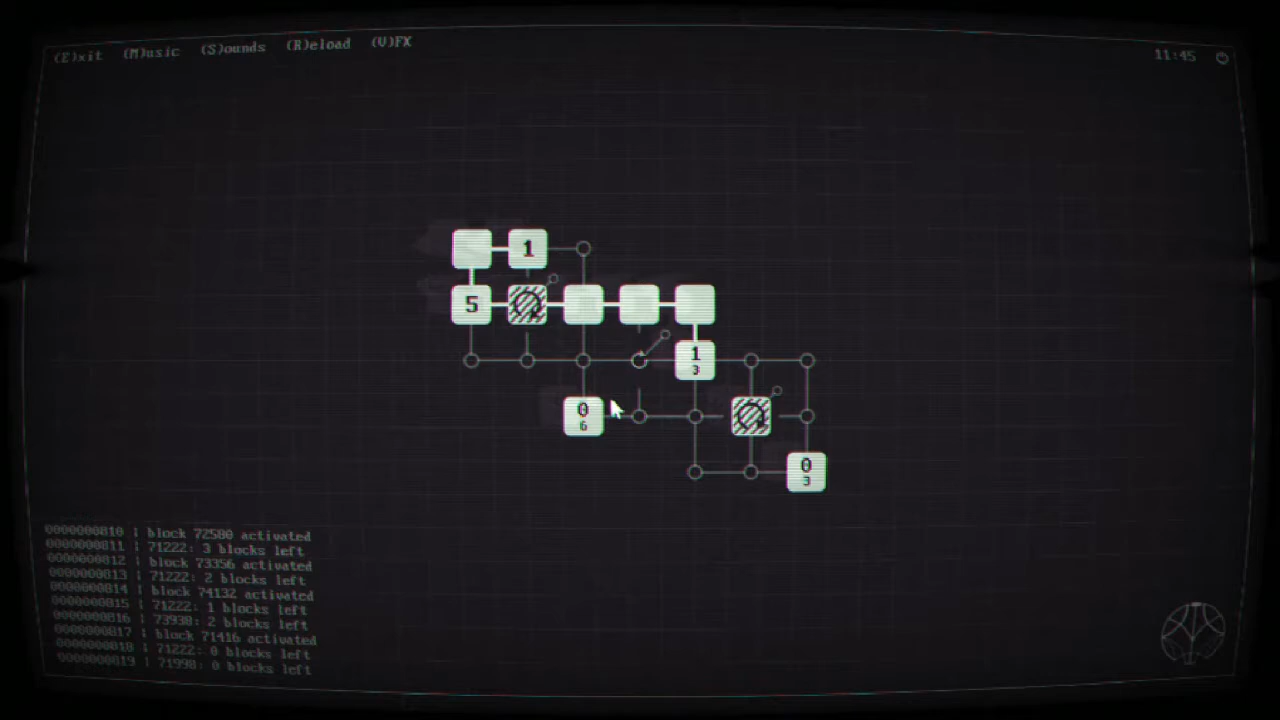 (E)xit (M)usic (S)ounds (R)eload (V)FX
11:45
1
5
1
3
0
6
0
3
0000000810 | block 72580 activated
0000000811 | 71222: 3 blocks left
0000000812 | block 73356 activated
0000000813 | 71222: 2 blocks left
0000000814 | block 74132 activated
0000000815 | 71222: 1 blocks left
0000000816 | 73938: 2 blocks left
0000000817 | block 71416 activated
0000000818 | 71222: 0 blocks left
0000000819 | 71998: 0 blocks left